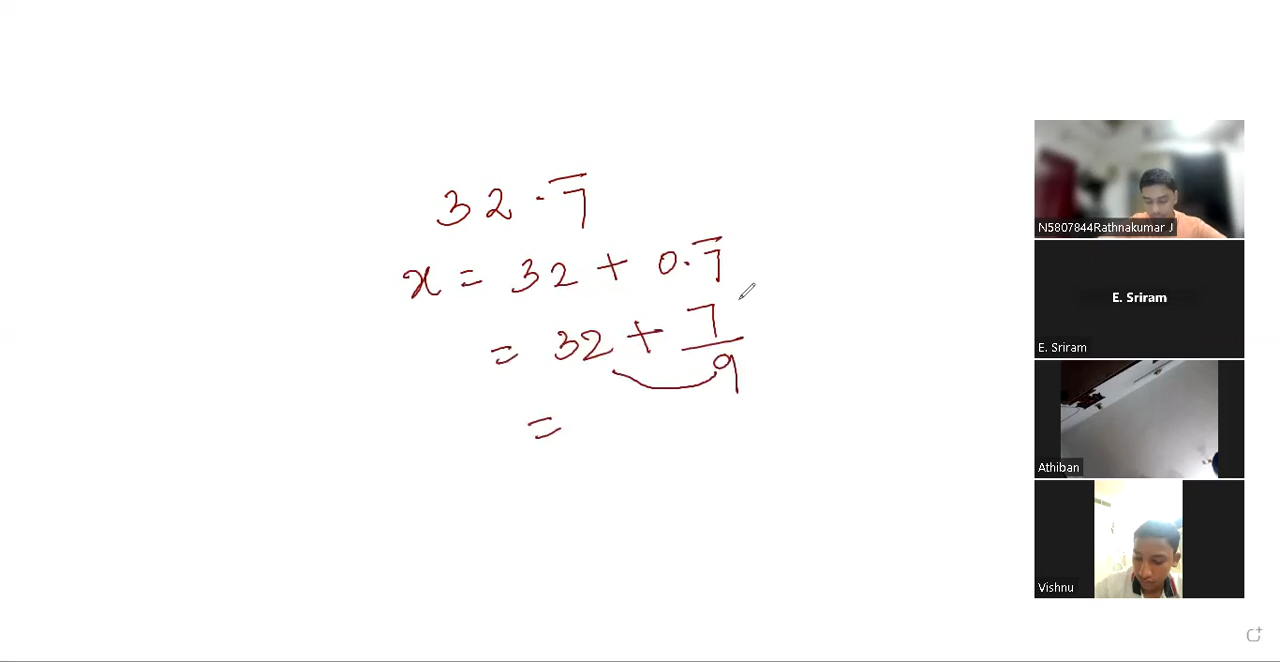 32.7̅
x = 32 + 0.7̅
= 32 + 7/9
=
N5807844Rathnakumar J
E. Sriram
E. Sriram
Athiban
Vishnu